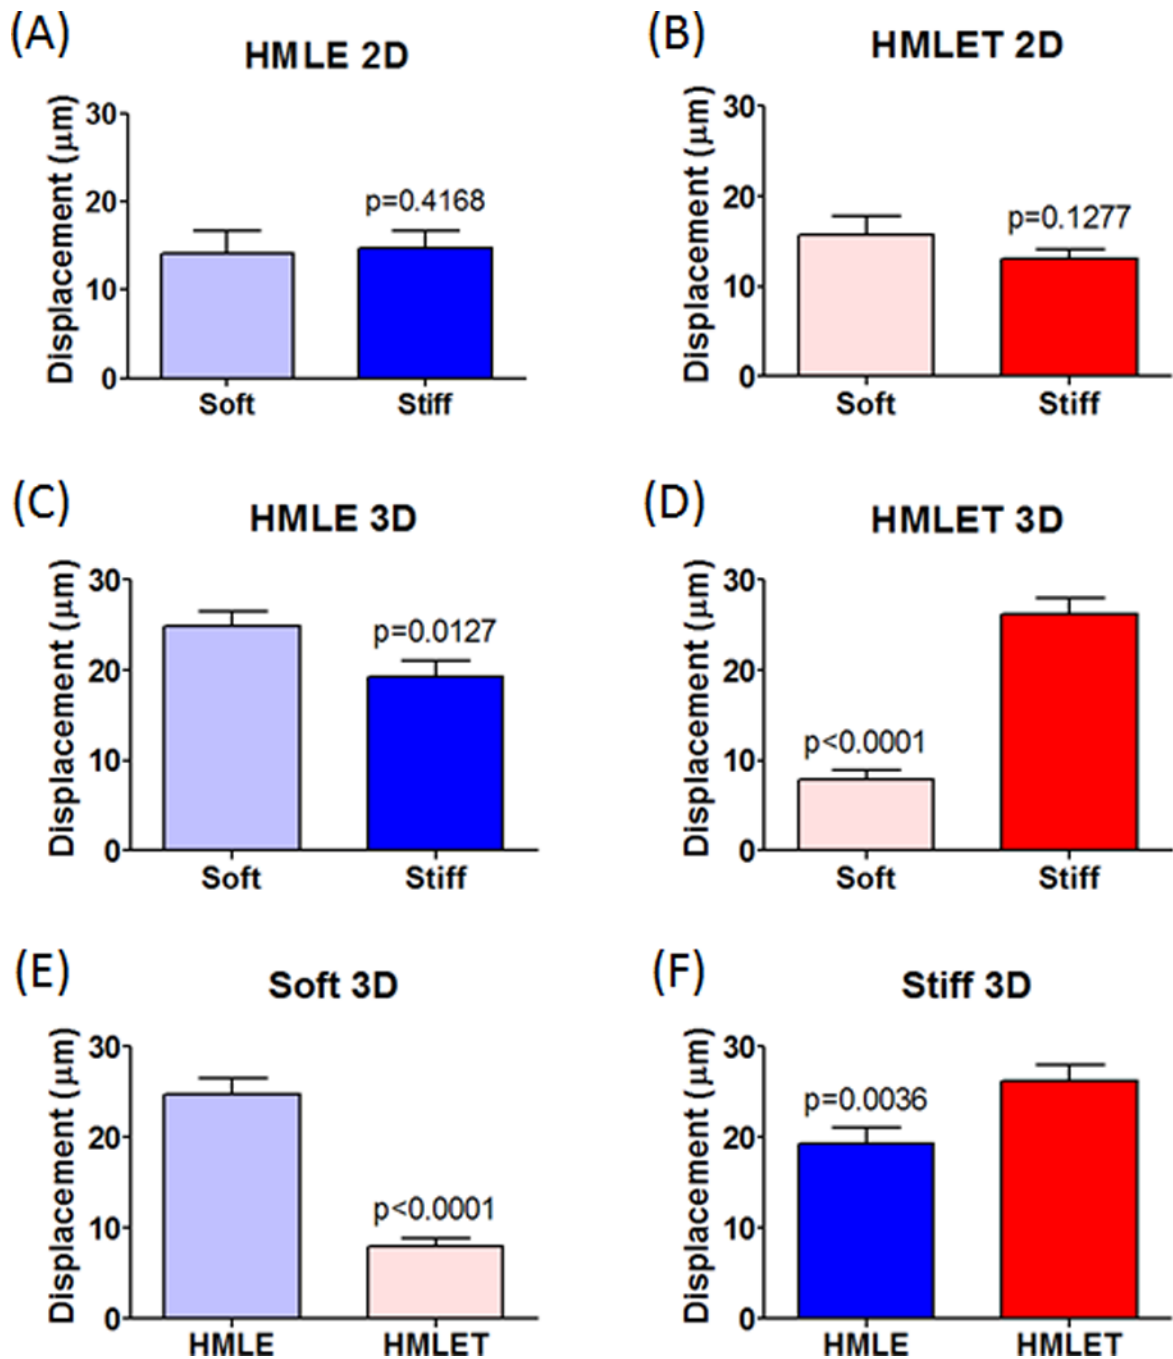 (A)
HMLE 2D
Displacement (μm)
30
20
10
0
p=0.4168
Soft
Stiff
(B)
HMLET 2D
Displacement (μm)
30
20
10
0
p=0.1277
Soft
Stiff
(C)
HMLE 3D
Displacement (μm)
30
20
10
0
p=0.0127
Soft
Stiff
(D)
HMLET 3D
Displacement (μm)
30
20
10
0
p<0.0001
Soft
Stiff
(E)
Soft 3D
Displacement (μm)
30
20
10
0
p<0.0001
HMLE
HMLET
(F)
Stiff 3D
Displacement (μm)
30
20
10
0
p=0.0036
HMLE
HMLET